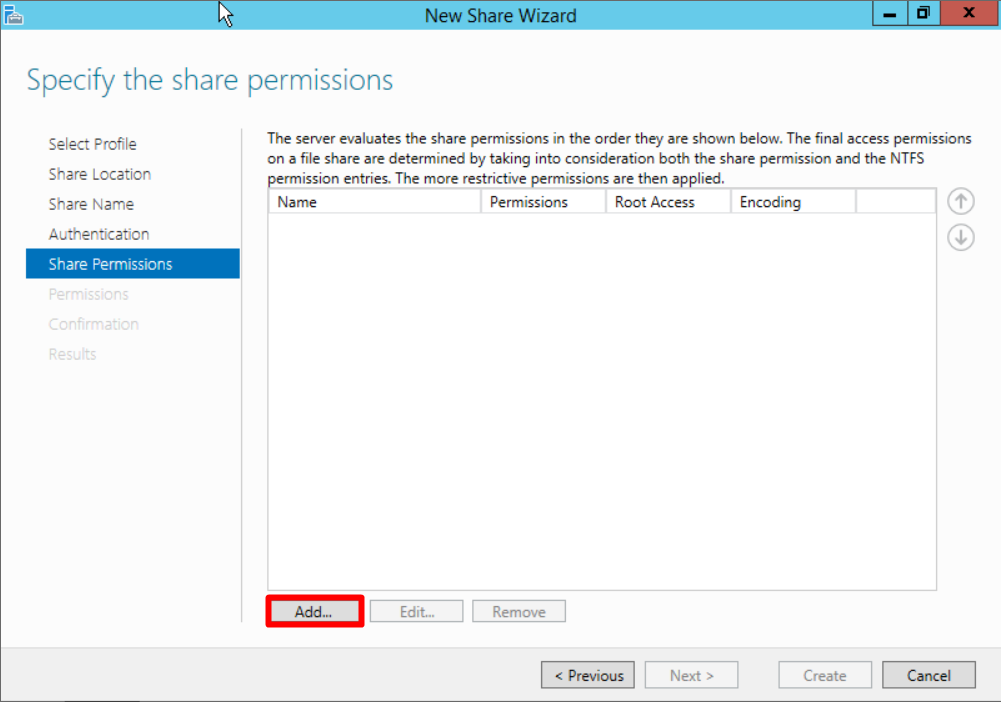 New Share Wizard
Specify the share permissions
Select Profile
Share Location
Share Name
Authentication
Share Permissions
Permissions
Confirmation
Results
The server evaluates the share permissions in the order they are shown below. The final access permissions
on a file share are determined by taking into consideration both the share permission and the NTFS
permission entries. The more restrictive permissions are then applied.
Name Permissions Root Access Encoding
Add... Edit... Remove
< Previous Next > Create Cancel